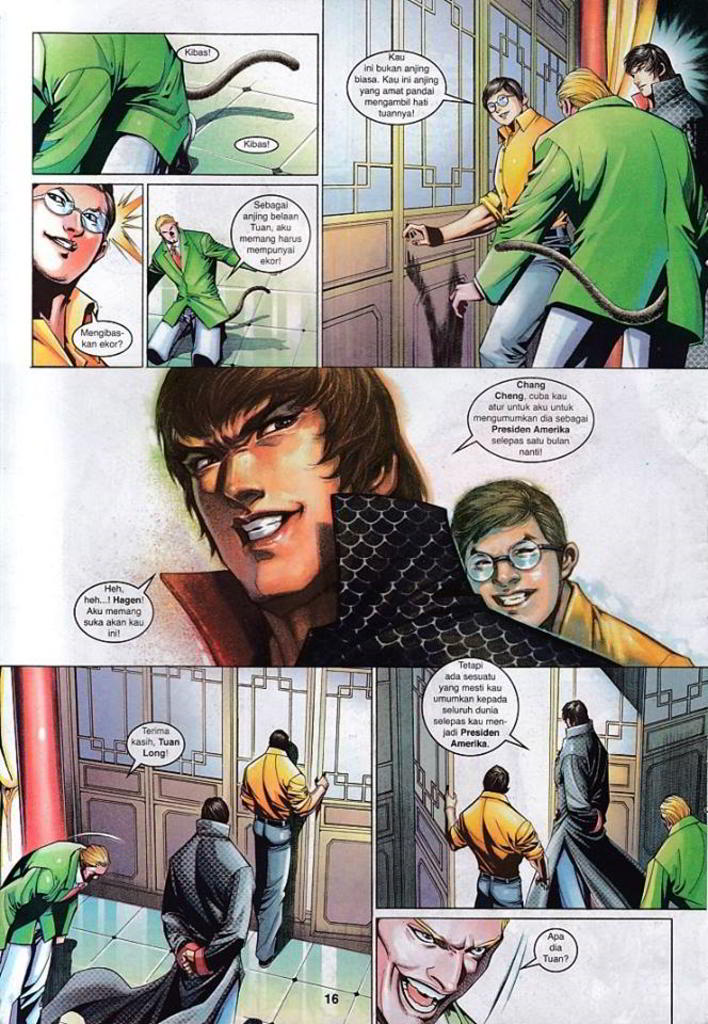 Kibas!
Kibas!
Mengibas-
kan ekor?
Sebagai
anjing belaan
Tuan, aku
memang harus
mempunyai
ekor!
Kau
ini bukan anjing
biasa. Kau ini anjing
yang amat pandai
mengambil hati
tuannya!
Chang
Cheng, cuba kau
atur untuk aku untuk
mengumumkan dia sebagai
Presiden Amerika
selepas satu bulan
nanti!
Heh,
heh...! Hagen!
Aku memang
suka akan kau
ini!
Terima
kasih, Tuan
Long!
Tetapi
ada sesuatu
yang mesti kau
umumkan kepada
seluruh dunia
selepas kau men-
jadi Presiden
Amerika.
Apa
dia
Tuan?
16